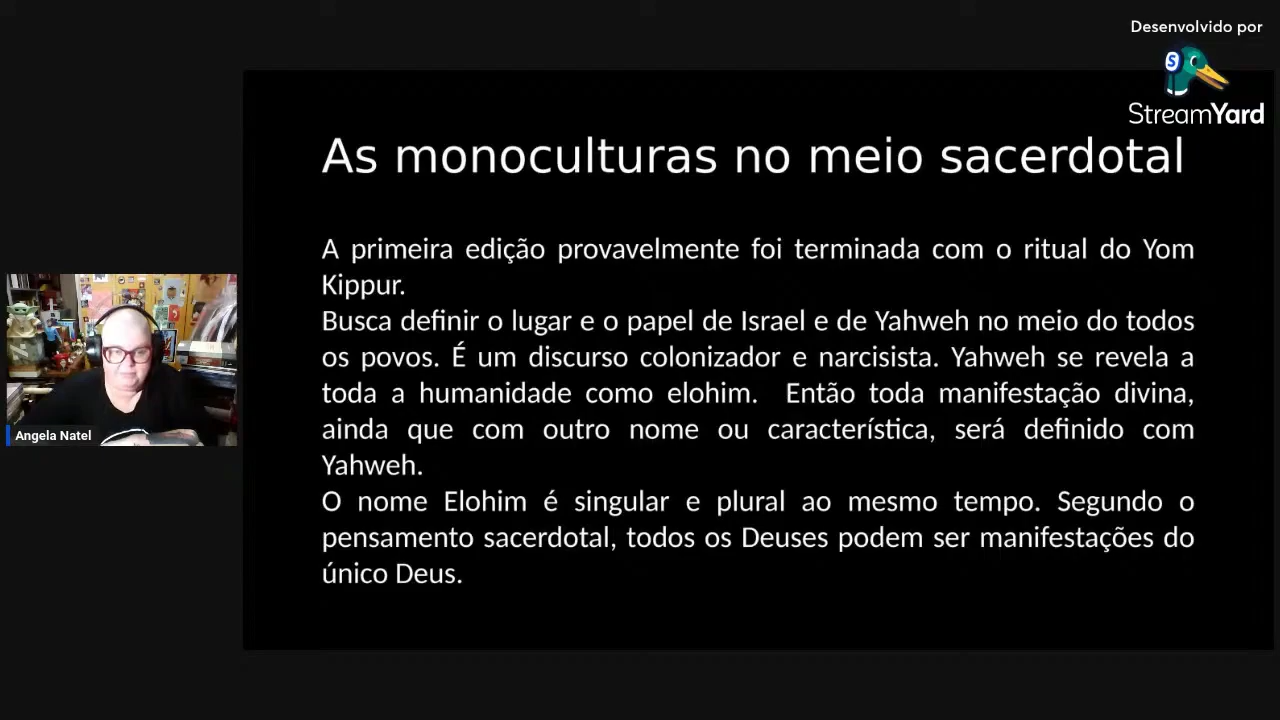 Desenvolvido por
StreamYard
As monoculturas no meio sacerdotal
A primeira edição provavelmente foi terminada com o ritual do Yom
Kippur.
Busca definir o lugar e o papel de Israel e de Yahweh no meio do todos
os povos. É um discurso colonizador e narcisista. Yahweh se revela a
toda a humanidade como elohim. Então toda manifestação divina,
ainda que com outro nome ou característica, será definido com
Yahweh.
O nome Elohim é singular e plural ao mesmo tempo. Segundo o
pensamento sacerdotal, todos os Deuses podem ser manifestações do
único Deus.
Angela Natel